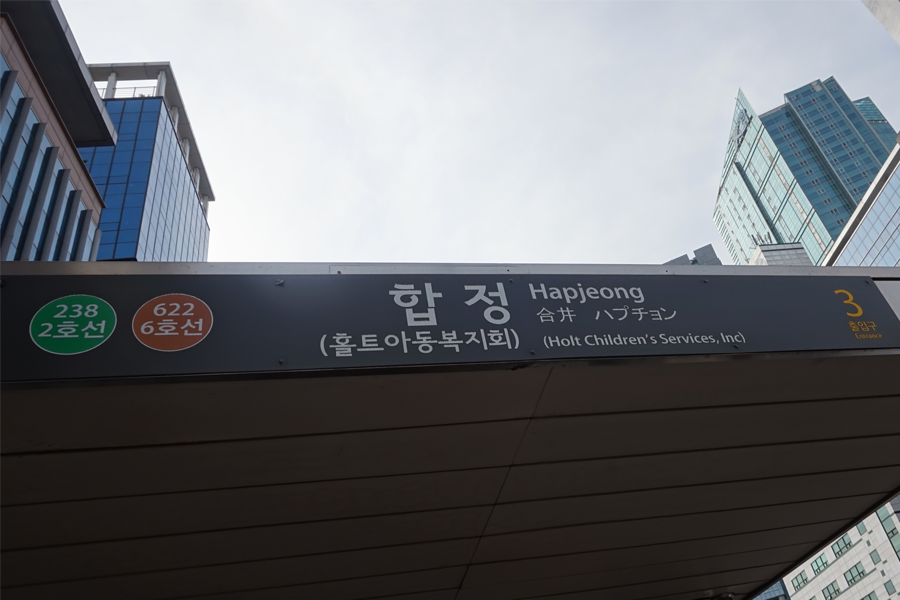 238
2호선
622
6호선
합정
(홀트아동복지회)
Hapjeong
合井 ハプチョン
(Holt Children's Services, Inc)
3
출입구
Entrance